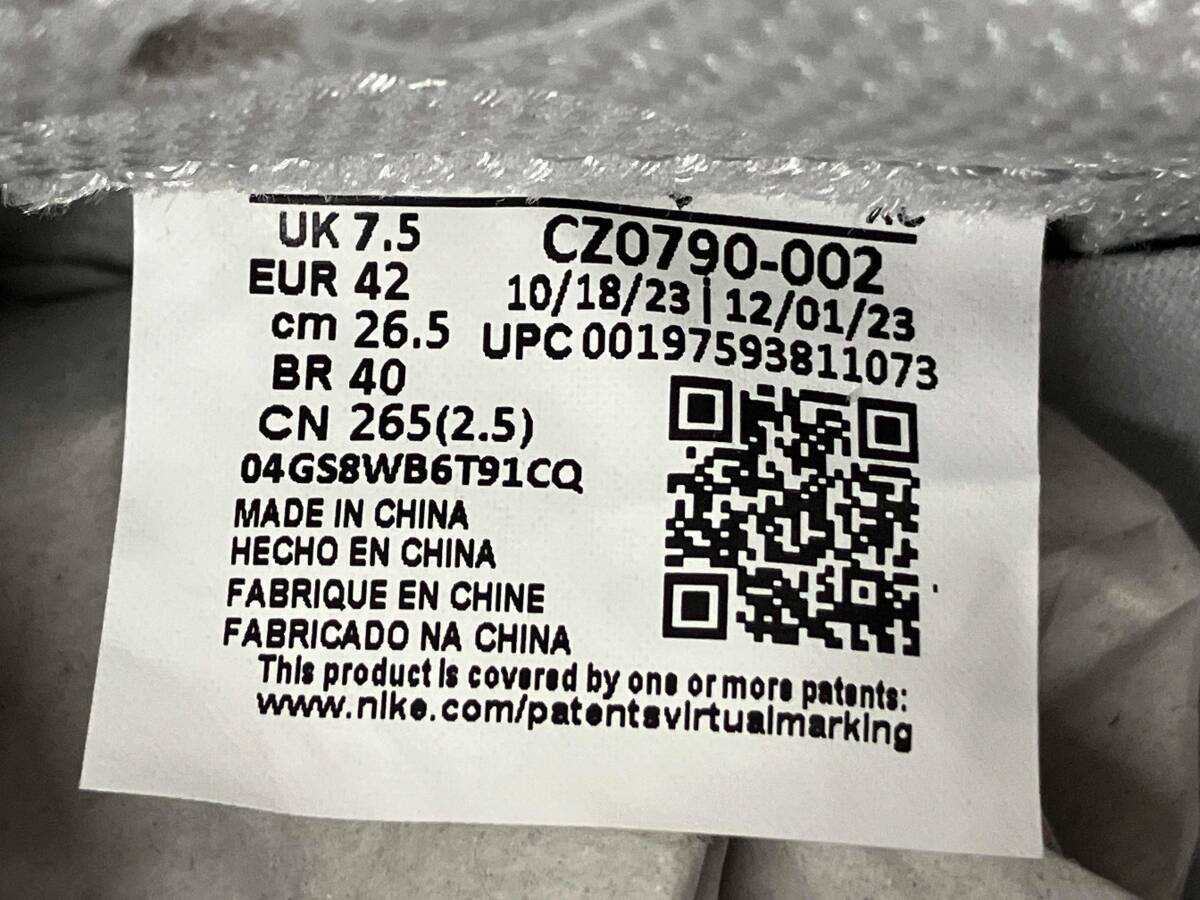 UK 7.5
EUR 42
cm 26.5
BR 40
CN 265(2.5)
CZ0790-002
10/18/23 | 12/01/23
UPC 00197593811073
04GS8WB6T91CQ
MADE IN CHINA
HECHO EN CHINA
FABRIQUE EN CHINE
FABRICADO NA CHINA
This product is covered by one or more patents:
www.nike.com/patentsvirtualmarking